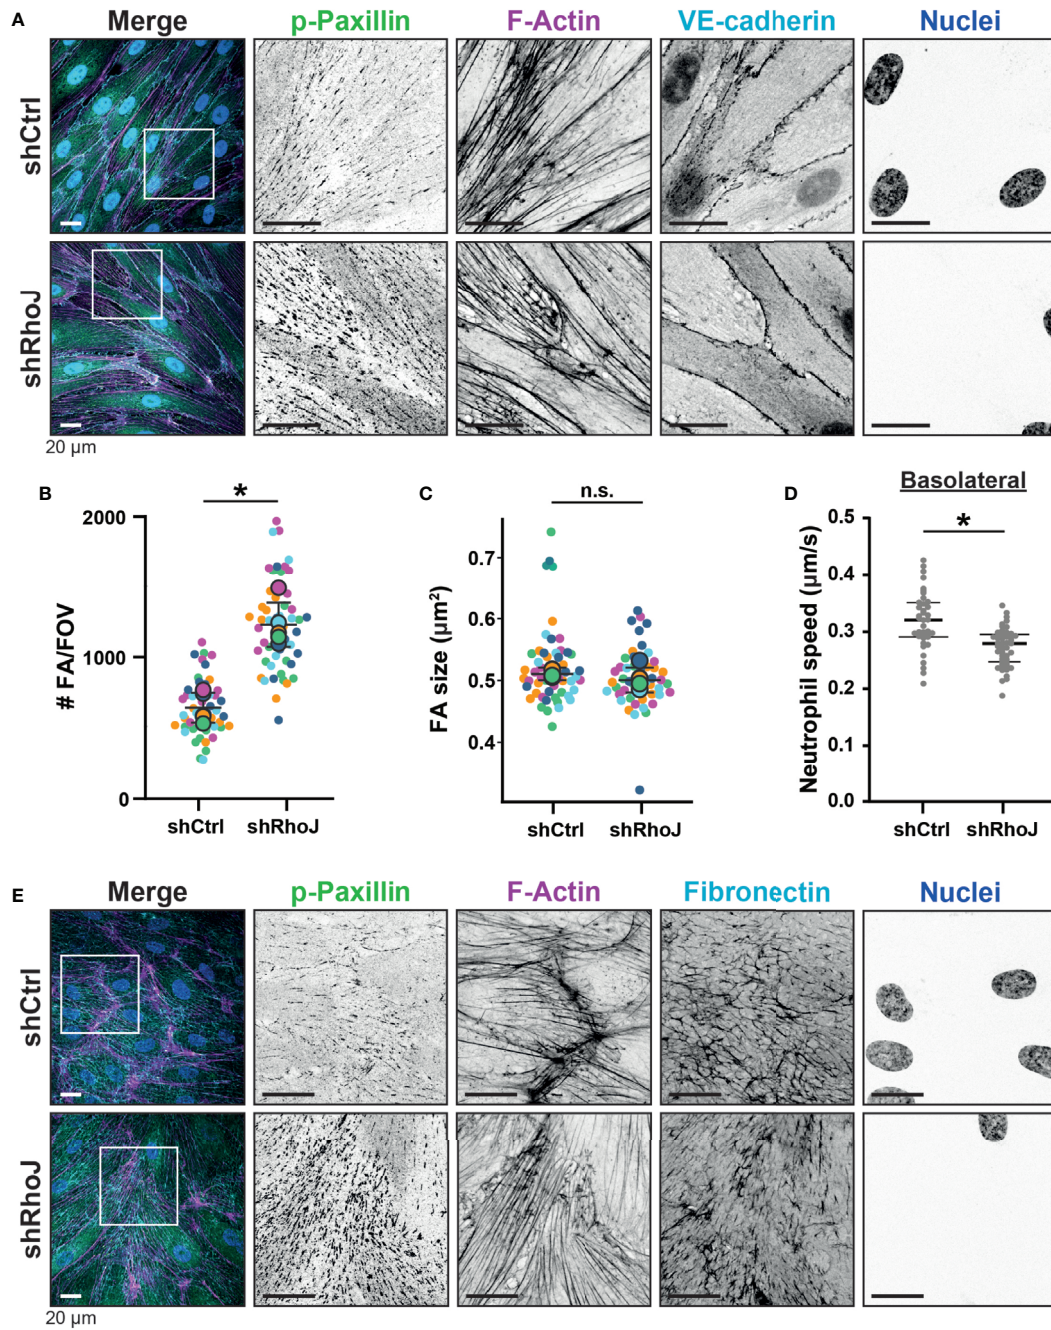 A
Merge p-Paxillin F-Actin VE-cadherin Nuclei
shCtrl
shRhoJ
20 µm
B
*
# FA/FOV
2000
1000
0
shCtrl shRhoJ
C
n.s.
FA size (µm²)
0.7
0.6
0.5
0.4
shCtrl shRhoJ
D
Basolateral
*
Neutrophil speed (µm/s)
0.5
0.4
0.3
0.2
0.1
0.0
shCtrl shRhoJ
E
Merge p-Paxillin F-Actin Fibronectin Nuclei
shCtrl
shRhoJ
20 µm